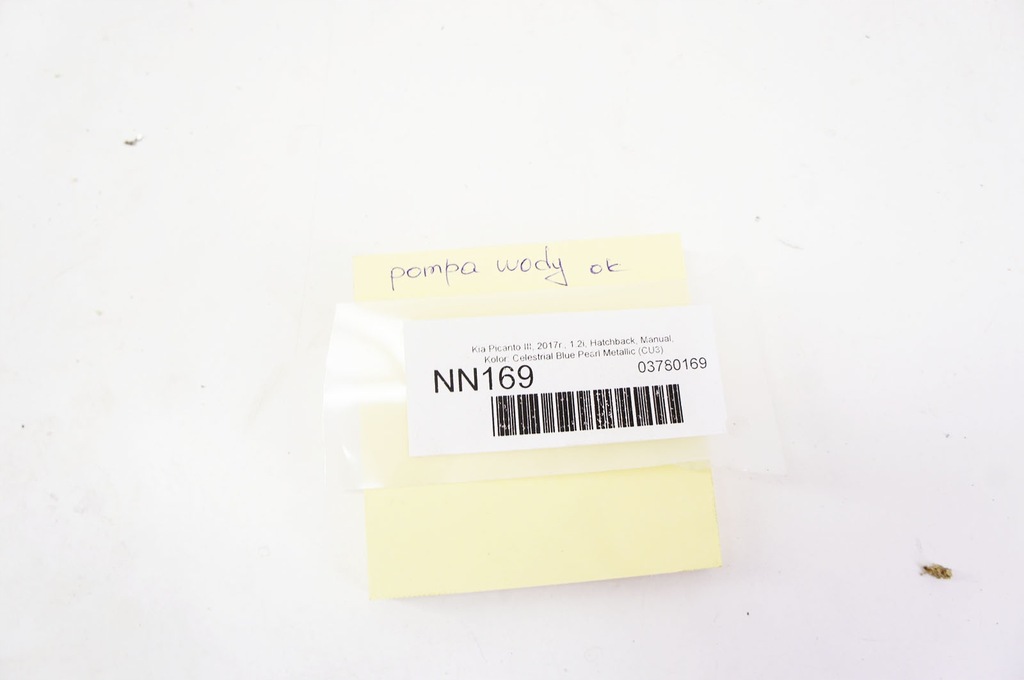 pompa wody ok
Kia Picanto III, 2017r., 1.2i, Hatchback, Manual,
Kolor: Celestrial Blue Pearl Metallic (CU3)
NN169 03780169